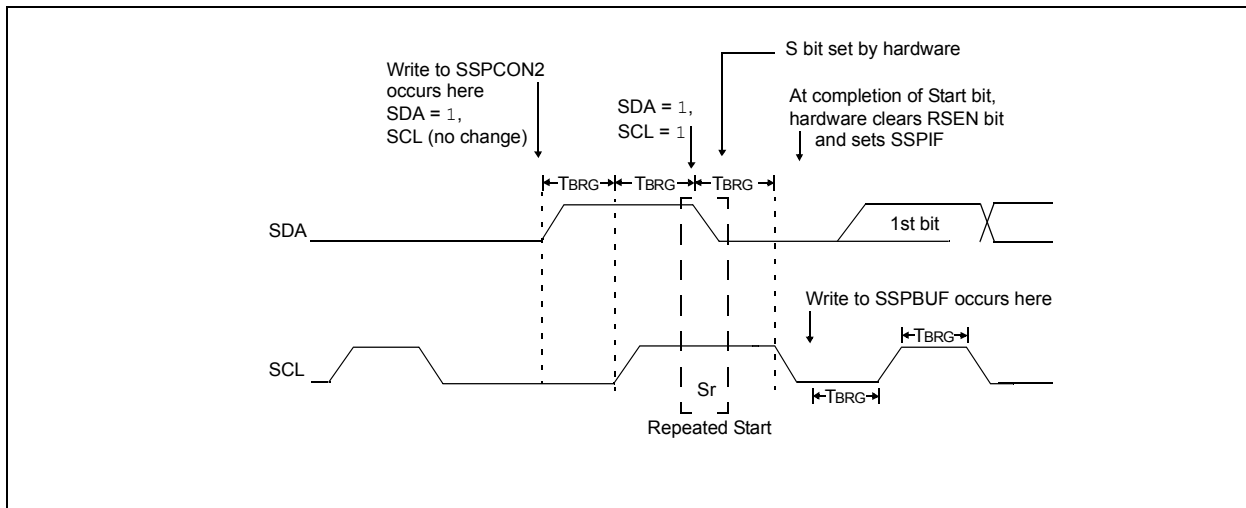 S bit set by hardware
Write to SSPCON2
occurs here
SDA = 1,
SCL (no change)
SDA = 1,
SCL = 1
At completion of Start bit,
hardware clears RSEN bit
and sets SSPIF
TBRG TBRG TBRG
SDA
1st bit
Write to SSPBUF occurs here
TBRG
SCL
TBRG
Sr
Repeated Start